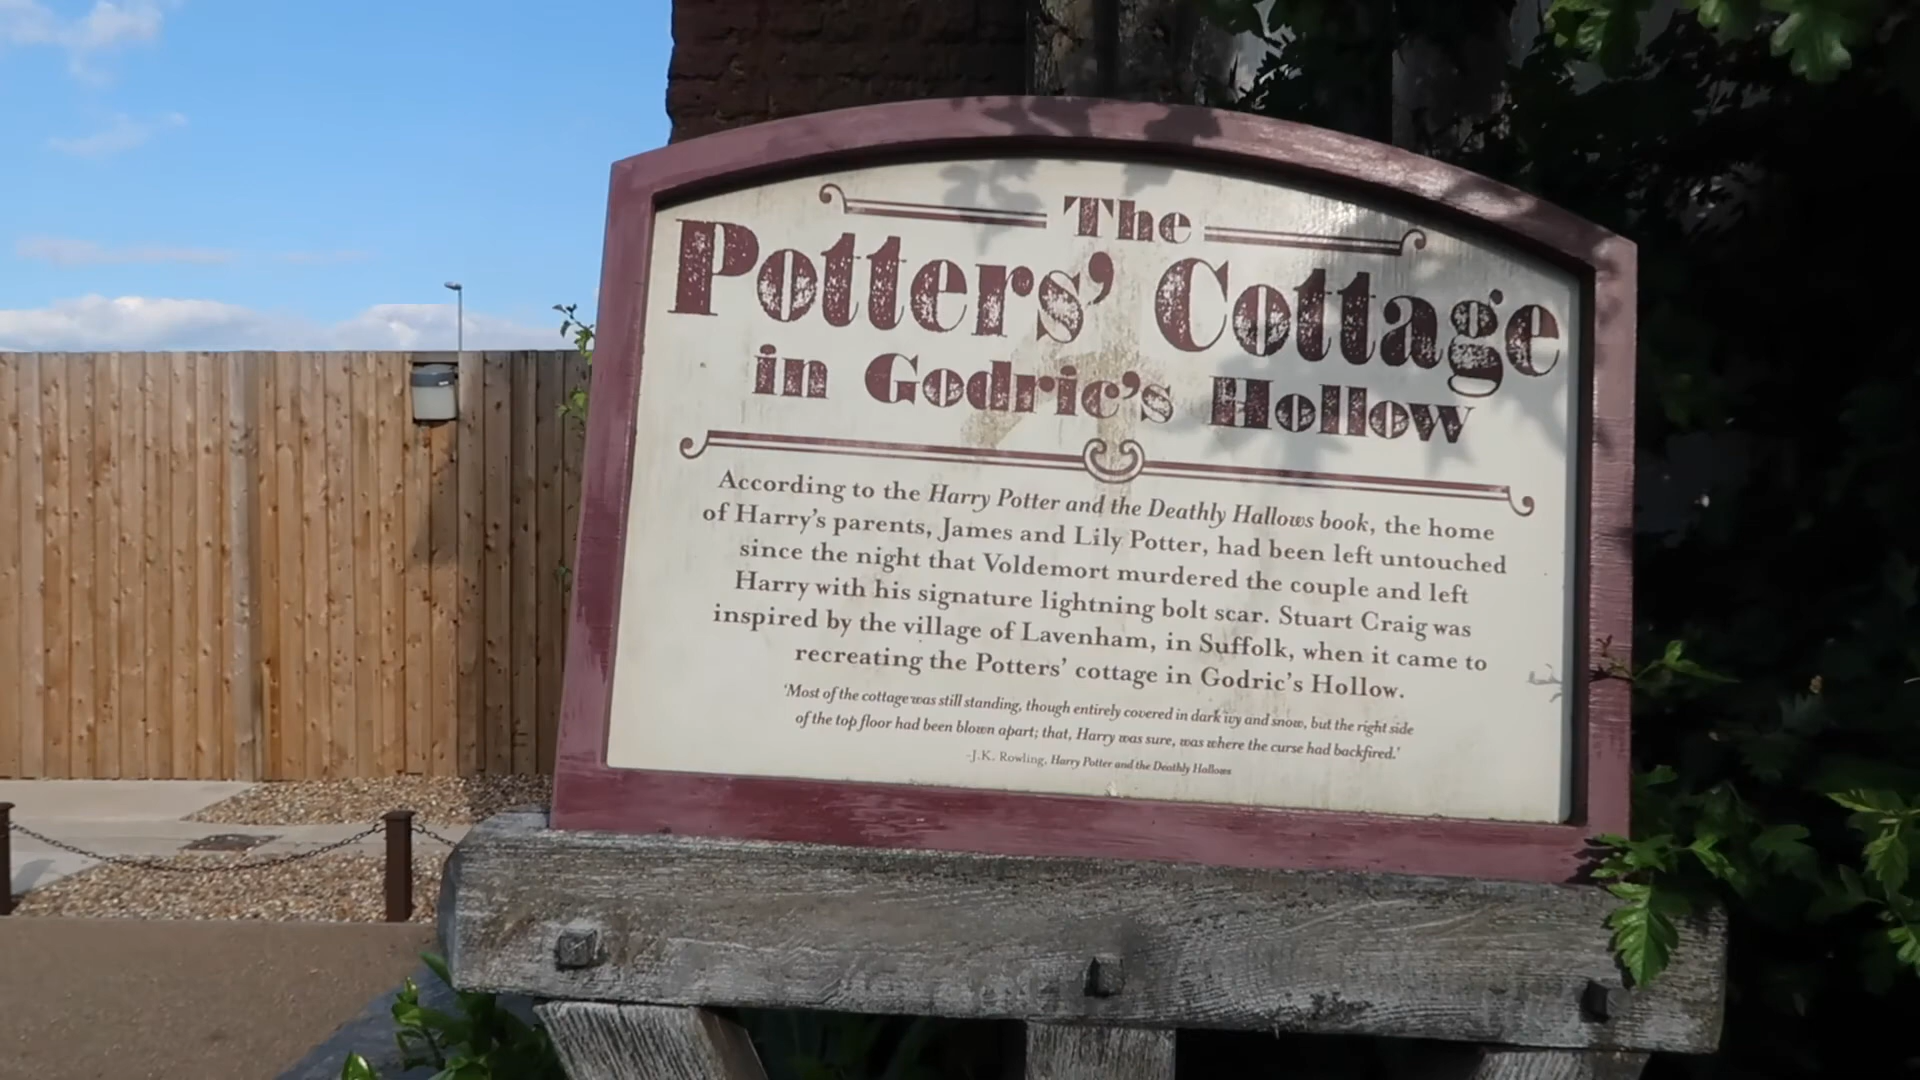 The
Potters’ Cottage
in Godric’s Hollow
According to the Harry Potter and the Deathly Hallows book, the home
of Harry’s parents, James and Lily Potter, had been left untouched
since the night that Voldemort murdered the couple and left
Harry with his signature lightning bolt scar. Stuart Craig was
inspired by the village of Lavenham, in Suffolk, when it came to
recreating the Potters’ cottage in Godric’s Hollow.
‘Most of the cottage was still standing, though entirely covered in dark ivy and snow, but the right side
of the top floor had been blown apart; that, Harry was sure, was where the curse had backfired.’
-J.K. Rowling, Harry Potter and the Deathly Hallows